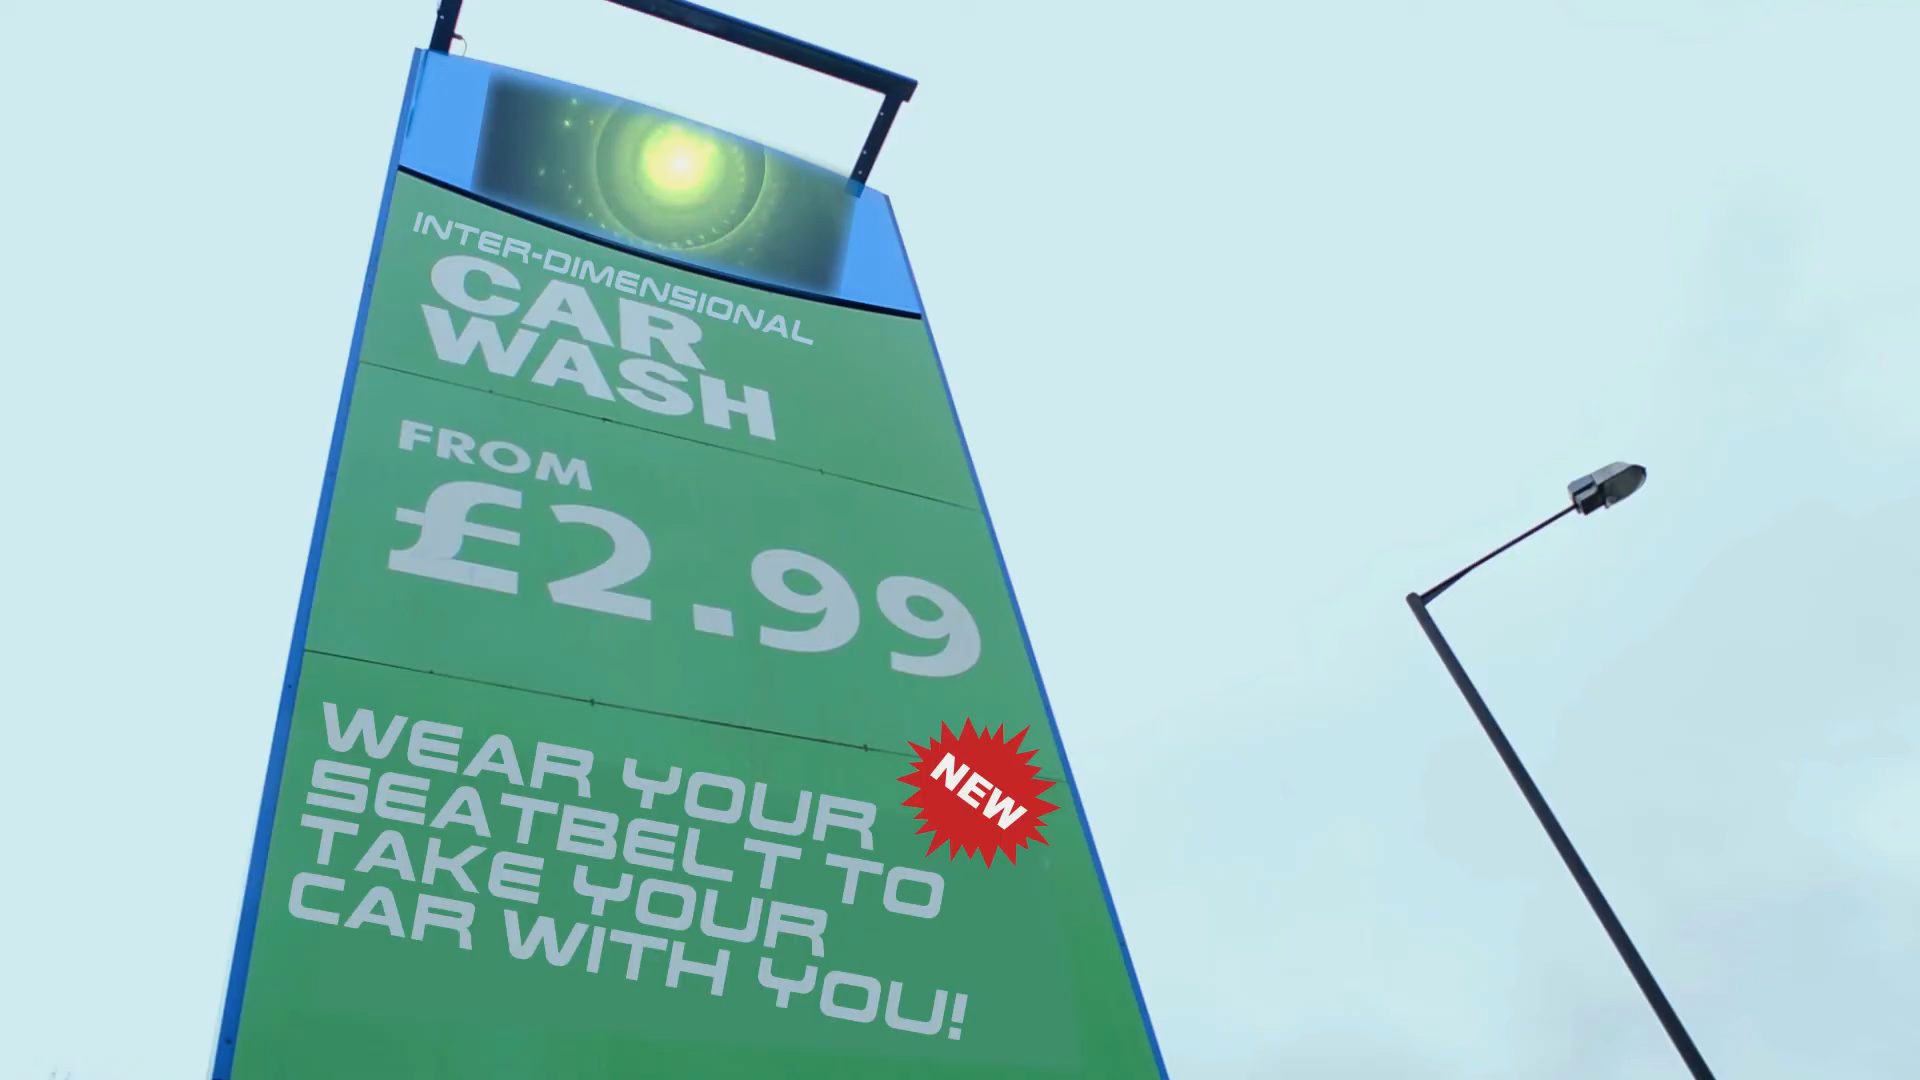 INTER-DIMENSIONAL
CAR
WASH
FROM
£2.99
NEW
WEAR YOUR
SEATBELT TO
TAKE YOUR
CAR WITH YOU!